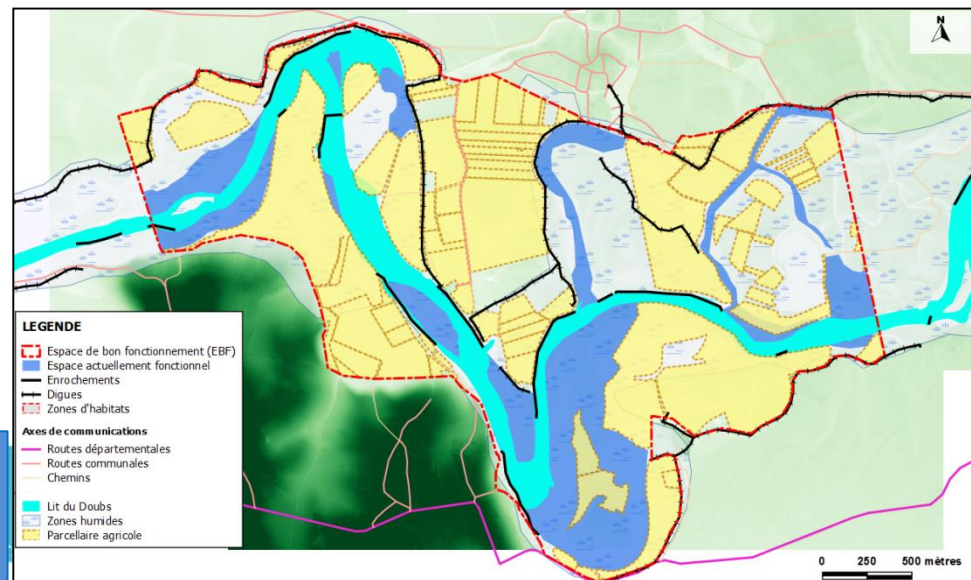 N
LEGENDE
Espace de bon fonctionnement (EBF)
Espace actuellement fonctionnel
Enrochements
Digues
Zones d'habitats
Axes de communications
Routes départementales
Routes communales
Chemins
Lit du Doubs
Zones humides
Parcellaire agricole
0 250 500 mètres